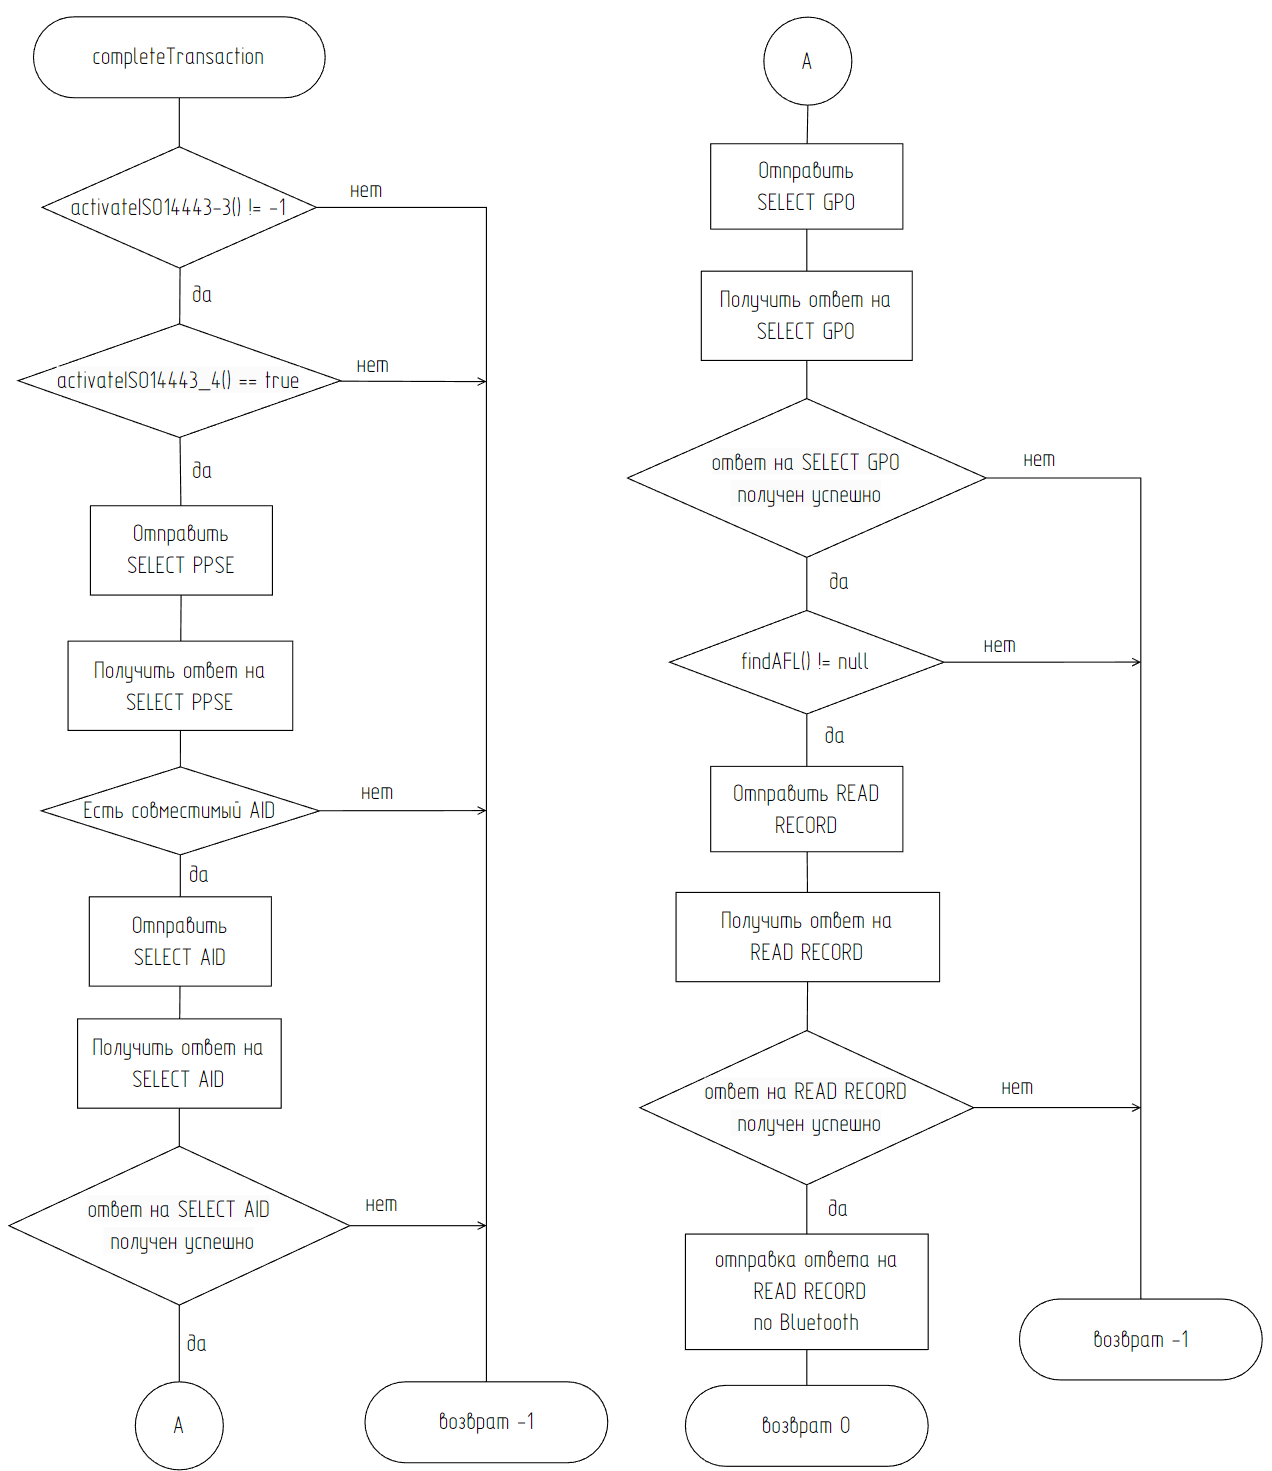 completeTransaction
activateISO14443-3() != -1
нет
да
activateISO14443_4() == true
нет
да
Отправить
SELECT PPSE
Получить ответ на
SELECT PPSE
Есть совместимый AID
нет
да
Отправить
SELECT AID
Получить ответ на
SELECT AID
ответ на SELECT AID
получен успешно
нет
да
A
возврат -1
A
Отправить
SELECT GPO
Получить ответ на
SELECT GPO
ответ на SELECT GPO
получен успешно
нет
да
findAFL() != null
нет
да
Отправить READ
RECORD
Получить ответ на
READ RECORD
ответ на READ RECORD
получен успешно
нет
да
отправка ответа на
READ RECORD
по Bluetooth
возврат -1
возврат 0